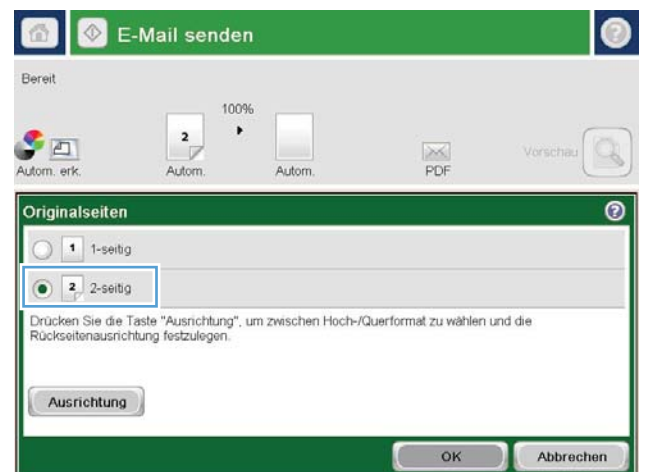 E-Mail senden
Bereit
100%
2
Autom. erk.
Autom.
Autom.
PDF
Vorschau
Originalseiten
1 1-seitig
2 2-seitig
Drücken Sie die Taste "Ausrichtung", um zwischen Hoch-/Querformat zu wählen und die
Rückseitenausrichtung festzulegen.
Ausrichtung
OK Abbrechen